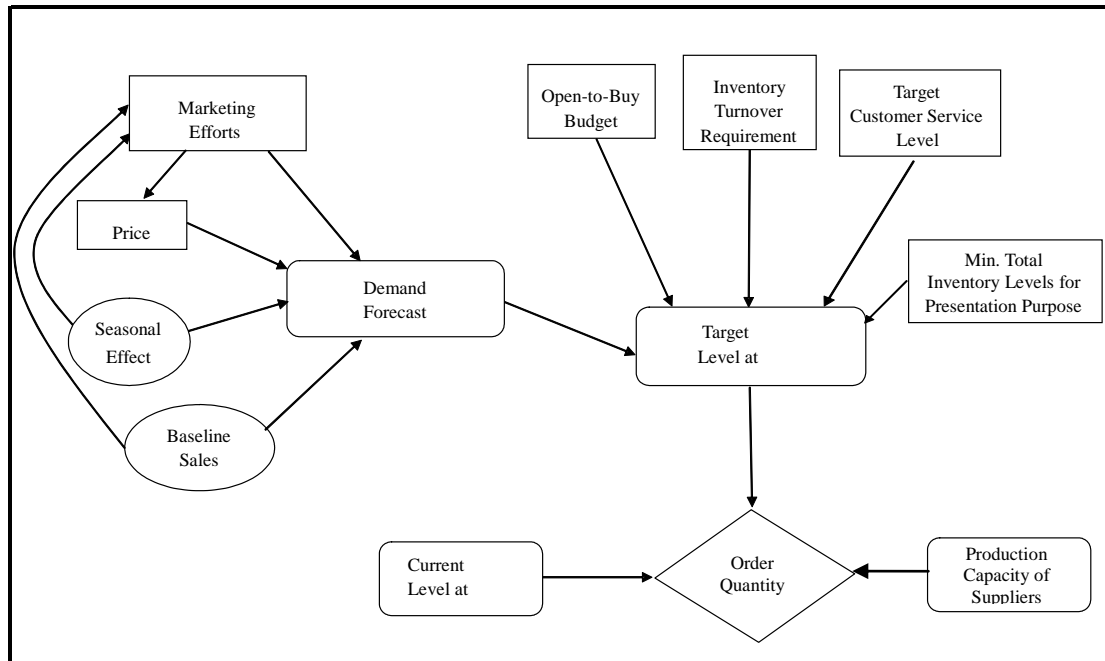 Marketing
Efforts
Open-to-Buy
Budget
Inventory
Turnover
Requirement
Target
Customer Service
Level
Price
Demand
Forecast
Min. Total
Inventory Levels for
Presentation Purpose
Seasonal
Effect
Target
Level at
Baseline
Sales
Current
Level at
Order
Quantity
Production
Capacity of
Suppliers